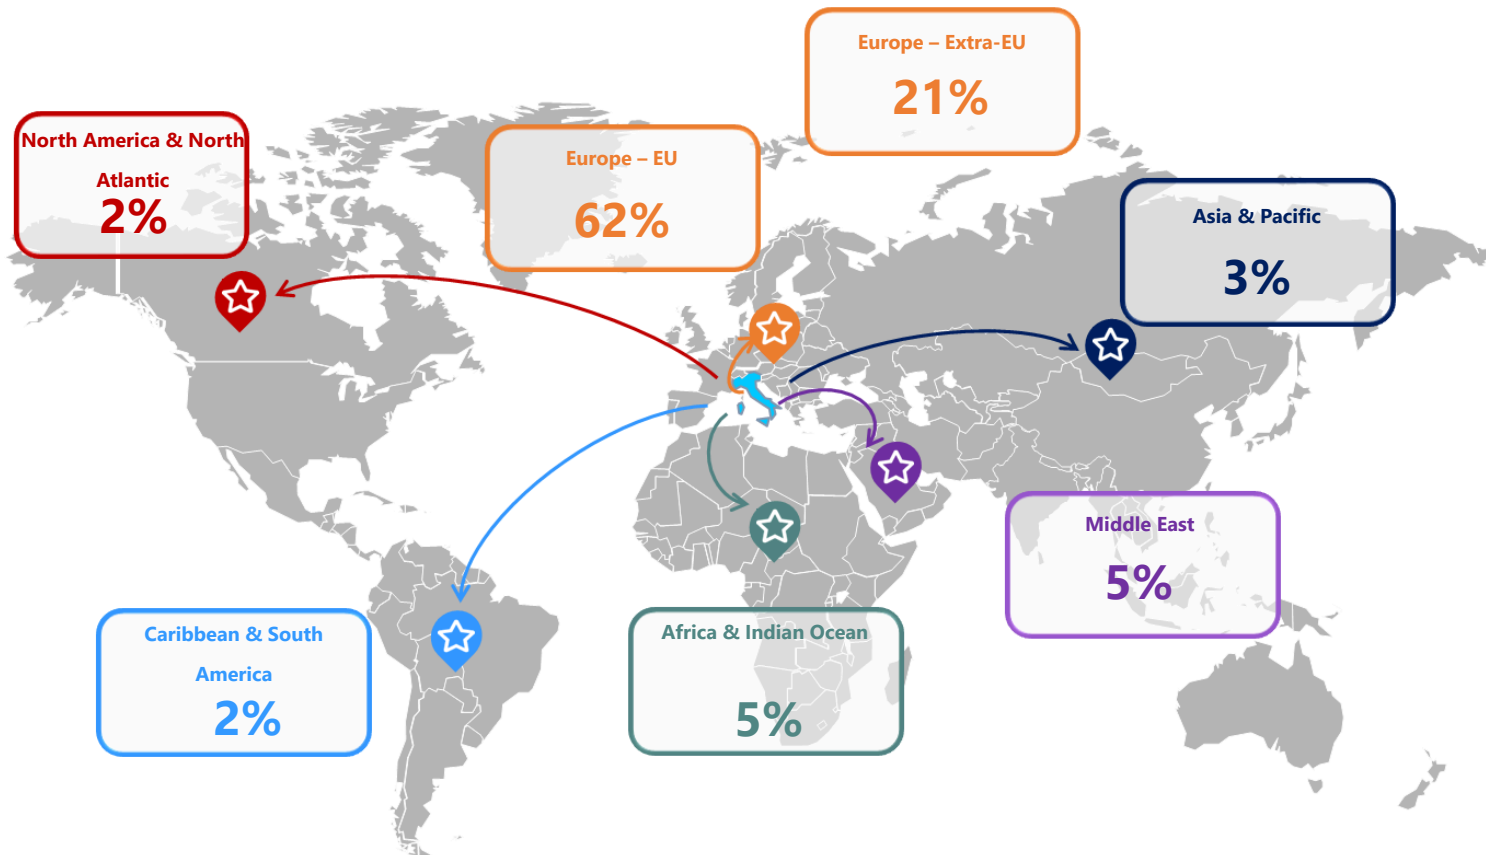 Europe – Extra-EU
21%
North America & North
Atlantic
2%
Europe – EU
62%
Asia & Pacific
3%
Middle East
5%
Caribbean & South
America
2%
Africa & Indian Ocean
5%